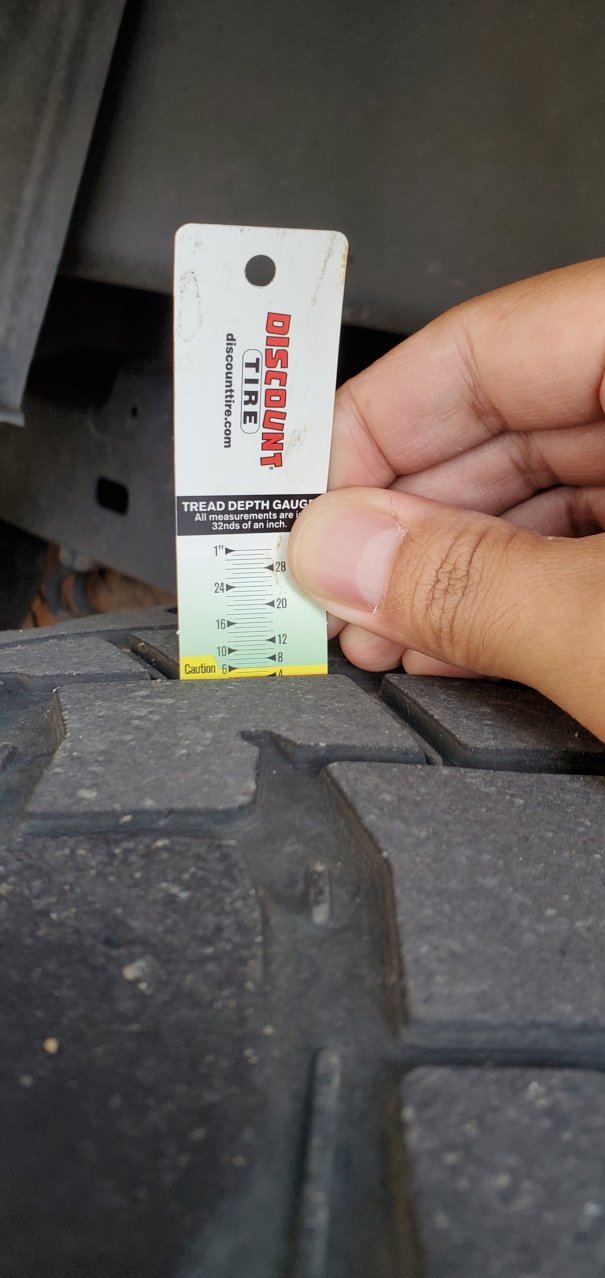 DISCOUNT
TIRE
discounttire.com
TREAD DEPTH GAUGE
All measurements are in
32nds of an inch.
1"
28
24
20
16
12
10
8
Caution 6
4